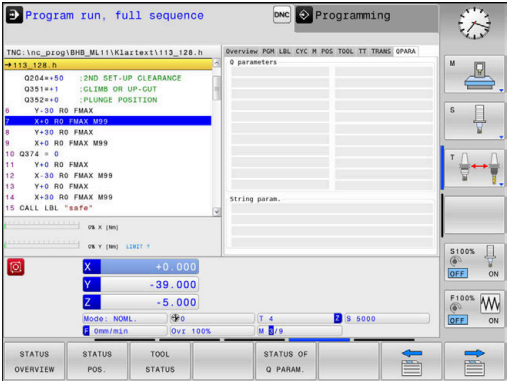 Program run, full sequence
DNC
Programming
TNC:\nc_prog\BHB_ML11\Klartext\113_128.h
→113_128.h
Q204=+50 ;2ND SET-UP CLEARANCE
Q351=+1 ;CLIMB OR UP-CUT
Q352=+0 ;PLUNGE POSITION
6 Y-30 R0 FMAX
7 X+0 R0 FMAX M99
8 Y+30 R0 FMAX
9 X+0 R0 FMAX M99
10 Q374 = 0
11 Y+0 R0 FMAX
12 X-30 R0 FMAX M99
13 Y+0 R0 FMAX
14 X+30 R0 FMAX M99
15 CALL LBL "safe"
Overview PGM LBL CYC M POS TOOL TT TRANS QPARA
Q parameters
String param.
0% X [Nm]
0% Y [Nm] LIMIT 1
X +0.000
Y -39.000
Z -5.000
Mode: NOML. 0 T 4 Z S 5000
F 0mm/min Ovr 100% M 5/9
M
S
T
S100%
OFF ON
F100%
OFF ON
STATUS OVERVIEW
STATUS POS.
TOOL STATUS
STATUS OF Q PARAM.